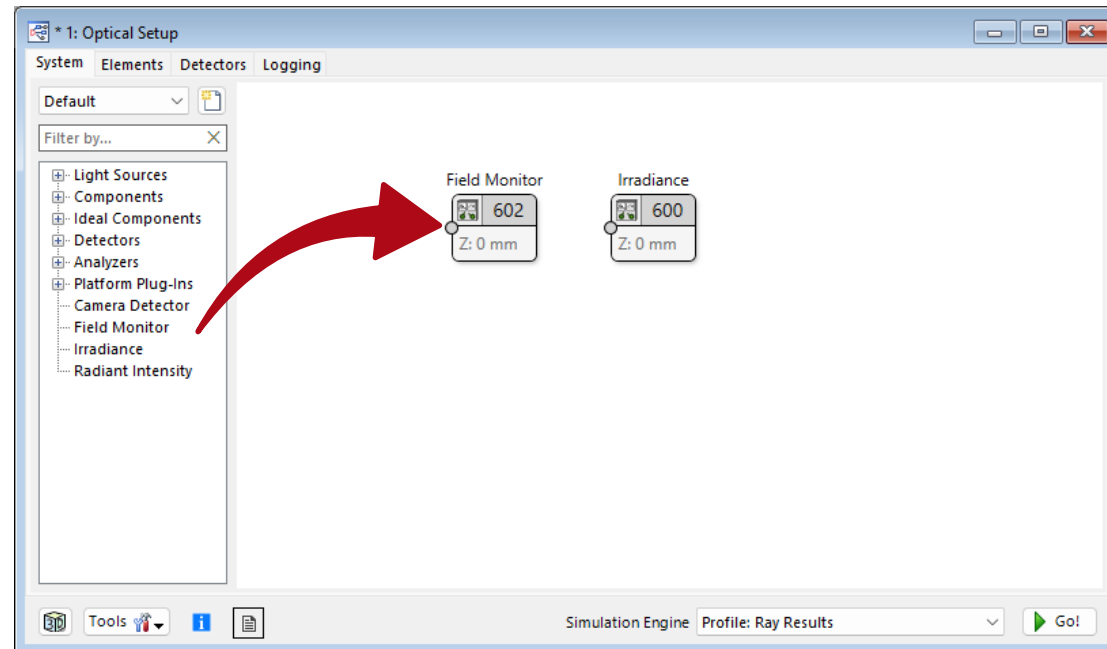 * 1: Optical Setup
System Elements Detectors Logging
Default
Filter by...
Light Sources
Components
Ideal Components
Detectors
Analyzers
Platform Plug-Ins
Camera Detector
Field Monitor
Irradiance
Radiant Intensity
Field Monitor
602
Z: 0 mm
Irradiance
600
Z: 0 mm
3D Tools i
Simulation Engine Profile: Ray Results Go!